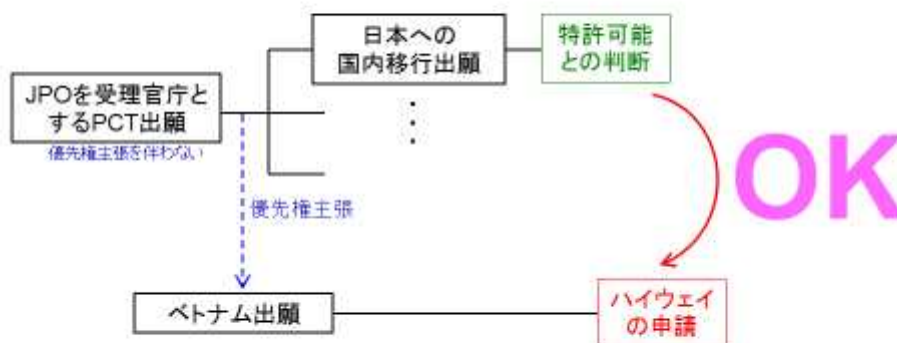 日本への
国内移行出願
特許可能
との判断
JPOを受理官庁と
するPCT出願
優先権主張を伴わない
優先権主張
OK
ベトナム出願
ハイウェイ
の申請